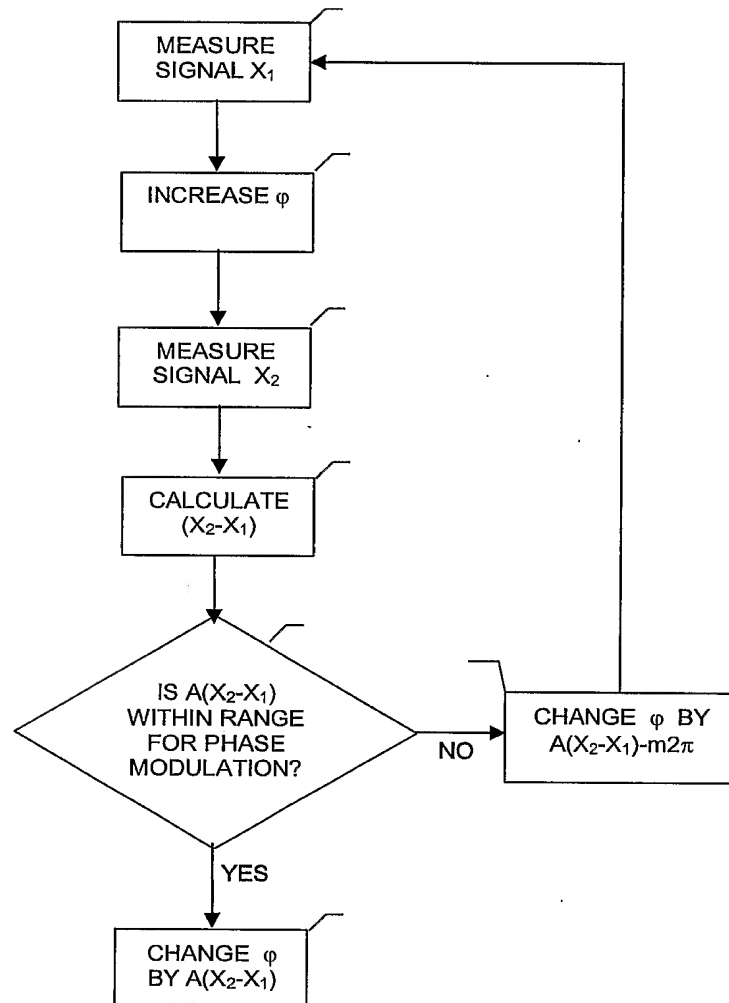 MEASURE
SIGNAL X₁
INCREASE φ
MEASURE
SIGNAL X₂
CALCULATE
(X₂-X₁)
IS A(X₂-X₁)
WITHIN RANGE
FOR PHASE
MODULATION?
NO
CHANGE φ BY
A(X₂-X₁)-m2π
YES
CHANGE φ
BY A(X₂-X₁)